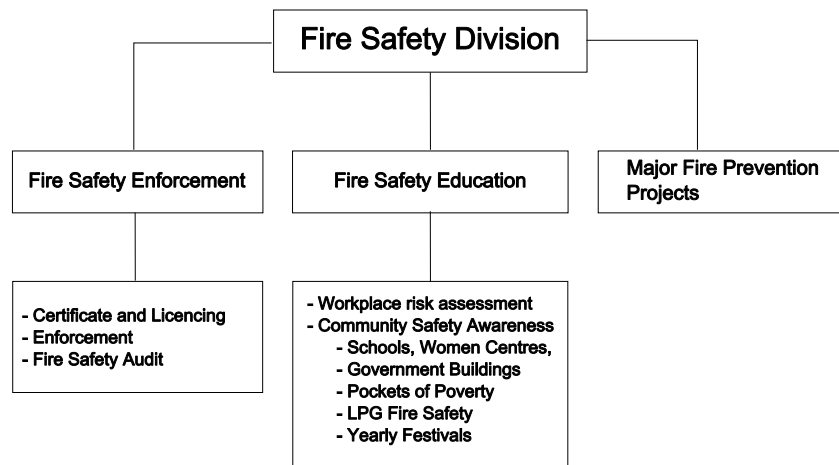 Fire Safety Division
Fire Safety Enforcement
Fire Safety Education
Major Fire Prevention
Projects
- Certificate and Licencing
- Enforcement
- Fire Safety Audit
- Workplace risk assessment
- Community Safety Awareness
- Schools, Women Centres,
- Government Buildings
- Pockets of Poverty
- LPG Fire Safety
- Yearly Festivals